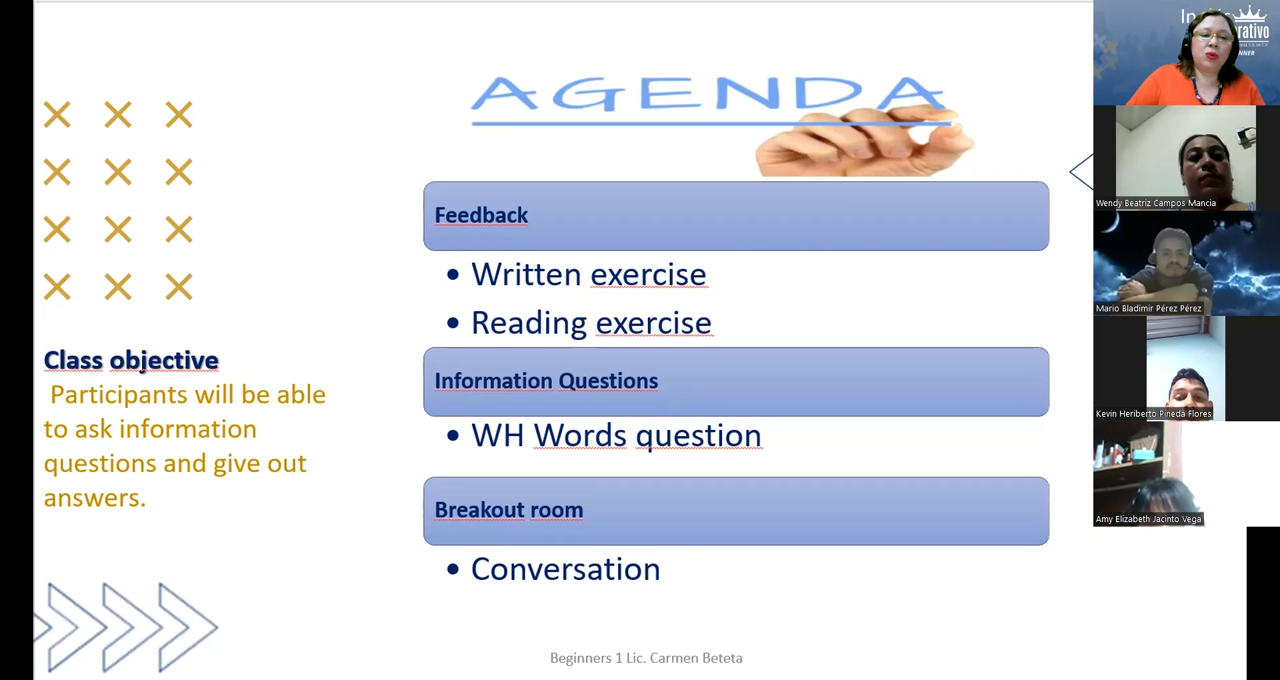 AGENDA
Feedback
• Written exercise
• Reading exercise
Information Questions
• WH Words question
Breakout room
• Conversation
Class objective
Participants will be able
to ask information
questions and give out
answers.
Beginners 1 Lic. Carmen Beteta
Wendy Beatriz Campos Mancia
Mario Bladimir Pérez Pérez
Kevin Heriberto Pineda Flores
Amy Elizabeth Jacinto Vega